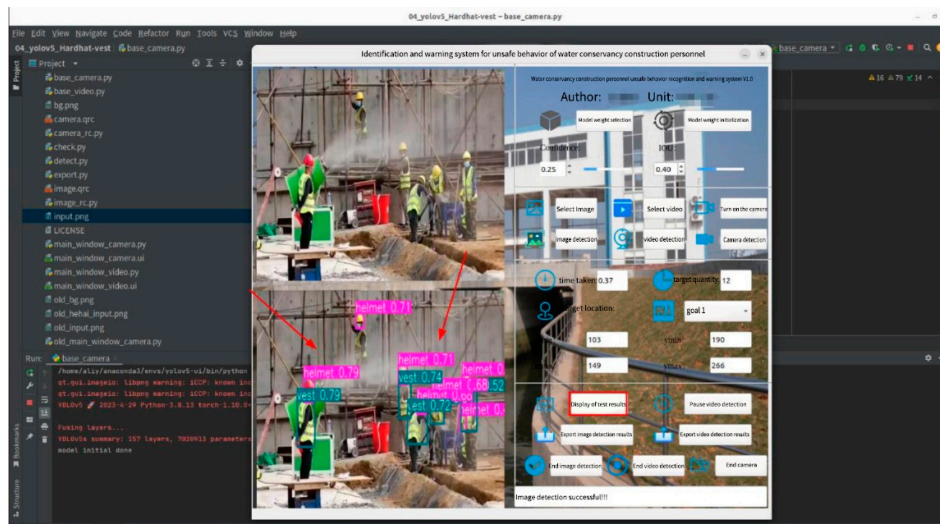 04_yolov5_Hardhat-vest – base_camera.py
File Edit View Navigate Code Refactor Run Tools VCS Window Help
04_yolov5_Hardhat-vest base_camera.py
base_camera
Project
16 79 14
base_camera.py
base_video.py
bg.png
camera.qrc
camera_rc.py
check.py
detect.py
export.py
image.qrc
image_rc.py
input.png
LICENSE
main_window_camera.py
main_window_camera.ui
main_window_video.py
main_window_video.ui
old_bg.png
old_hehai_input.png
old_input.png
old_main_window_camera.py
Identification and warning system for unsafe behavior of water conservancy construction personnel
Water conservancy construction personnel unsafe behavior recognition and warning system V1.0
Author: Unit:
Model weight selection Model weight initialization
Confidence: IOU:
0.25 0.40
Select Image Select video Turn on the camera
image detection video detection Camera detection
time taken: 0.37 target quantity: 12
target location: goal 1
103 ymin 190
149 ymax 266
Display of test results Pause video detection
Export image detection results Export video detection results
End image detection End video detection End camera
Image detection successful!!!
helmet 0.71
helmet 0.79
vest 0.79
helmet 0.71
vest 0.74
vest 0.72
Run: base_camera
/home/aliy/anaconda3/envs/yolov5-ui/bin/python
qt.gui.imageio: libpng warning: iCCP: known inc
qt.gui.imageio: libpng warning: iCCP: known inc
YOLOv5 2023-4-29 Python-3.8.13 torch-1.10.0+
Fusing layers...
YOLOv5s summary: 157 layers, 7020913 parameters
model initial done
Bookmarks
Structure
Project